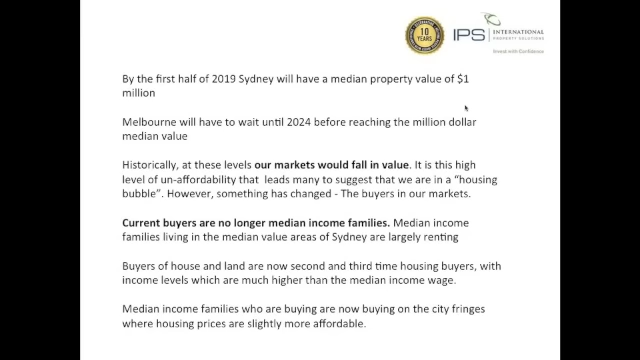 10
YEARS
IPS
INTERNATIONAL
PROPERTY SOLUTIONS
Invest with Confidence
By the first half of 2019 Sydney will have a median property value of $1
million
Melbourne will have to wait until 2024 before reaching the million dollar
median value
Historically, at these levels our markets would fall in value. It is this high
level of un-affordability that leads many to suggest that we are in a “housing
bubble”. However, something has changed - The buyers in our markets.
Current buyers are no longer median income families. Median income
families living in the median value areas of Sydney are largely renting
Buyers of house and land are now second and third time housing buyers, with
income levels which are much higher than the median income wage.
Median income families who are buying are now buying on the city fringes
where housing prices are slightly more affordable.